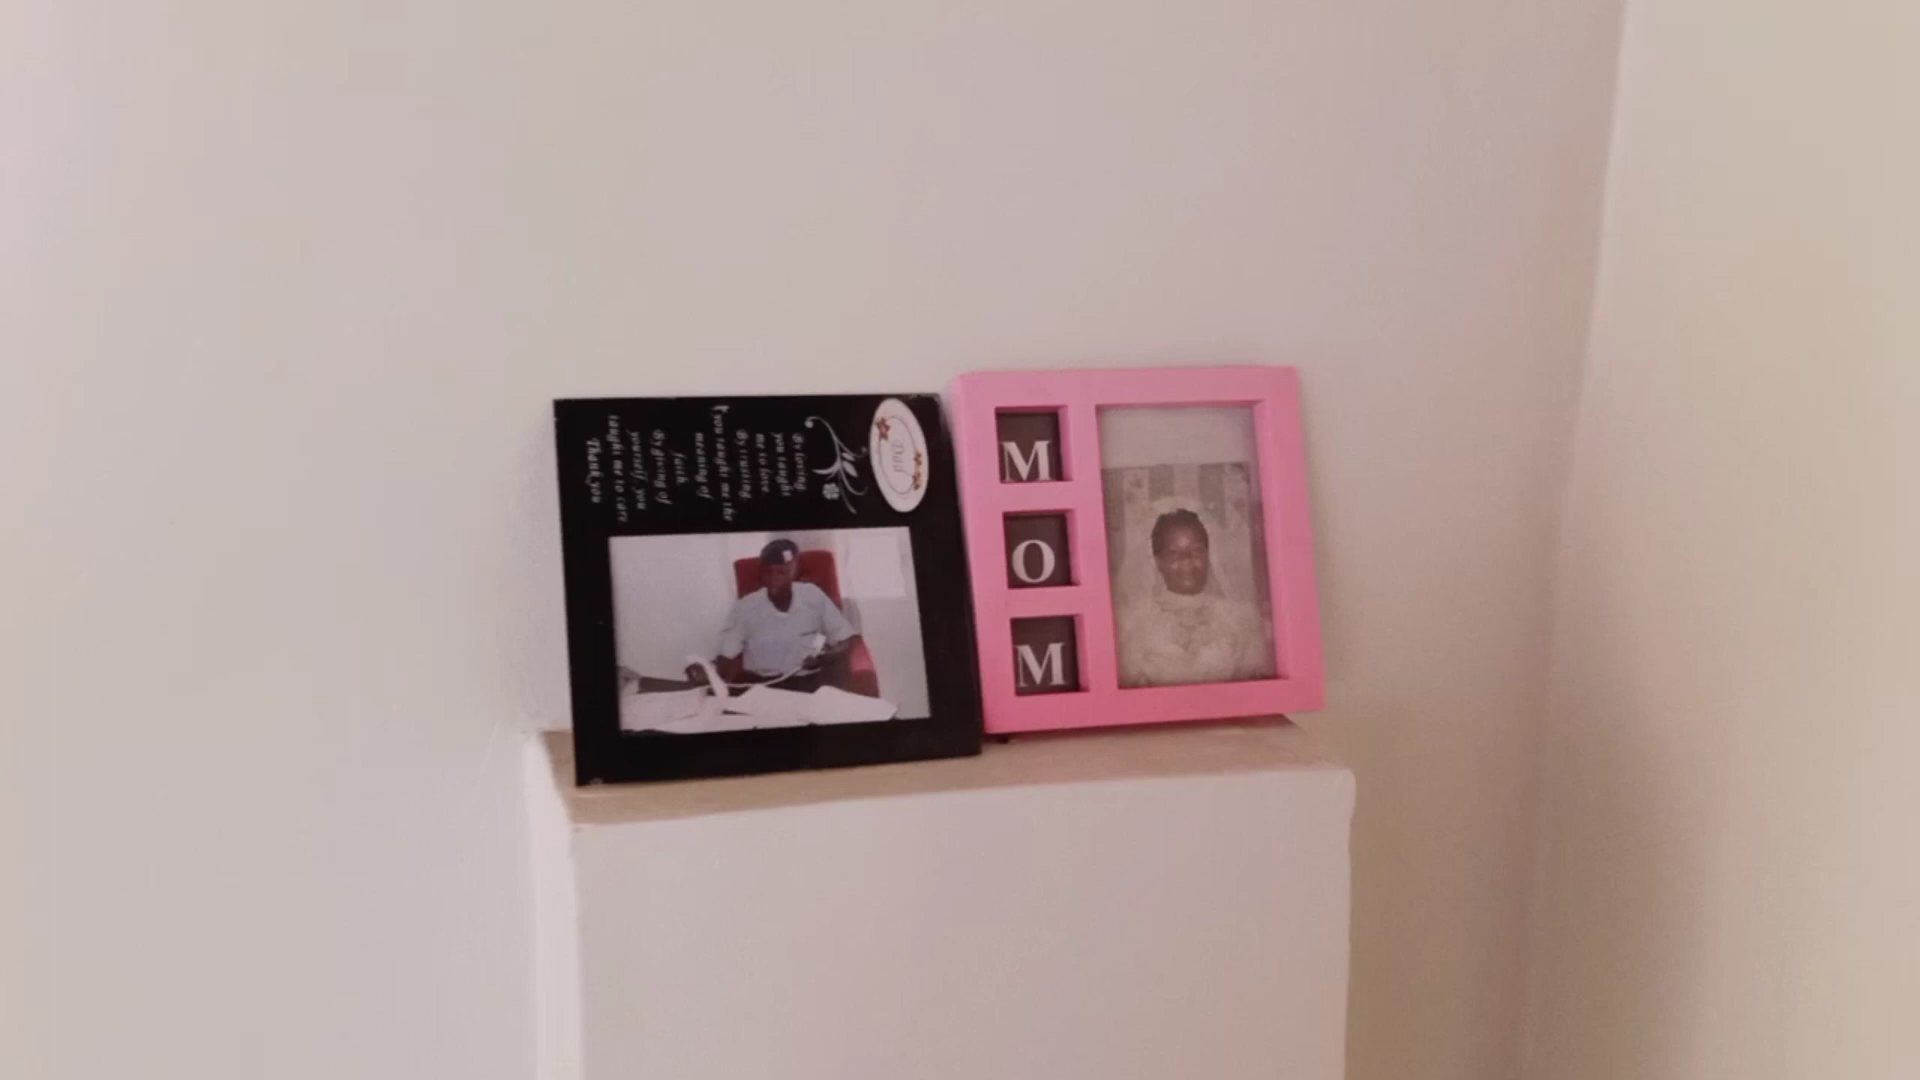 Dad
By loving
you taught
me to love
By trusting,
you taught me the
meaning of
faith.
By giving of
yourself, you
taught me to care
Thank you
M
O
M